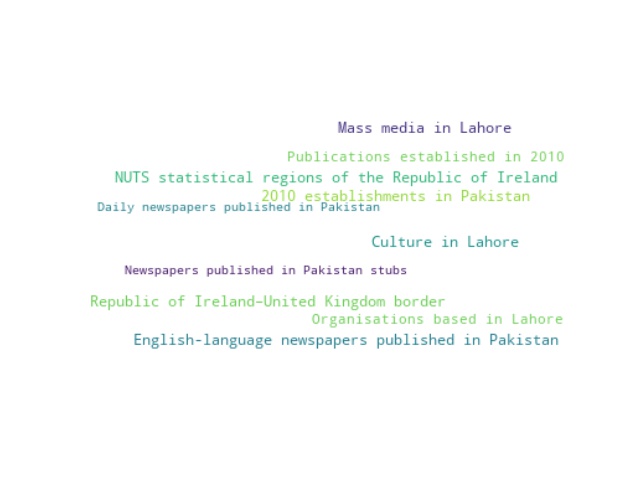 Mass media in Lahore
Publications established in 2010
NUTS statistical regions of the Republic of Ireland
2010 establishments in Pakistan
Daily newspapers published in Pakistan
Culture in Lahore
Newspapers published in Pakistan stubs
Republic of Ireland–United Kingdom border
Organisations based in Lahore
English-language newspapers published in Pakistan